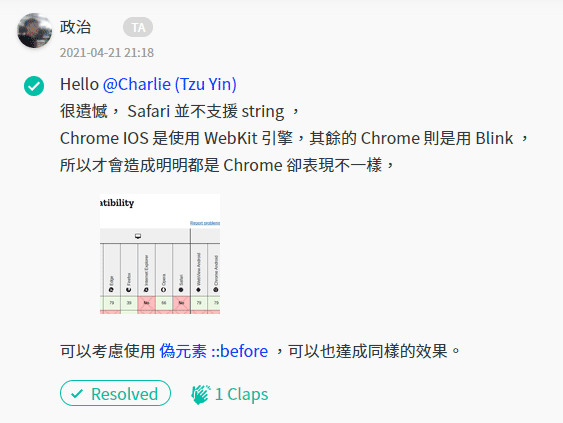 政治 TA
2021-04-21 21:18
Hello @Charlie (Tzu Yin)
很遺憾， Safari 並不支援 string ，
Chrome IOS 是使用 WebKit 引擎，其餘的 Chrome 則是用 Blink ，
所以才會造成明明都是 Chrome 卻表現不一樣，
atibility
Report problems
Edge
Firefox
Internet Explorer
Opera
Safari
WebView Android
Chrome Android
79 39 No 66 No 79 79
可以考慮使用 偽元素 ::before ，可以也達成同樣的效果。
Resolved 1 Claps